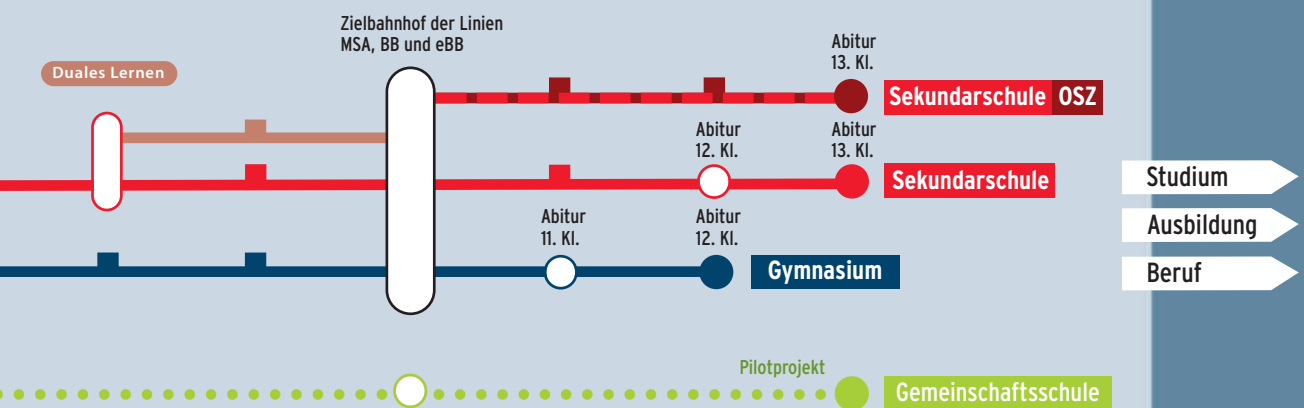 Zielbahnhof der Linien
MSA, BB und eBB
Duales Lernen
Abitur
13. Kl.
Sekundarschule OSZ
Abitur
12. Kl.
Abitur
13. Kl.
Sekundarschule
Abitur
11. Kl.
Abitur
12. Kl.
Gymnasium
Studium
Ausbildung
Beruf
Pilotprojekt
Gemeinschaftsschule